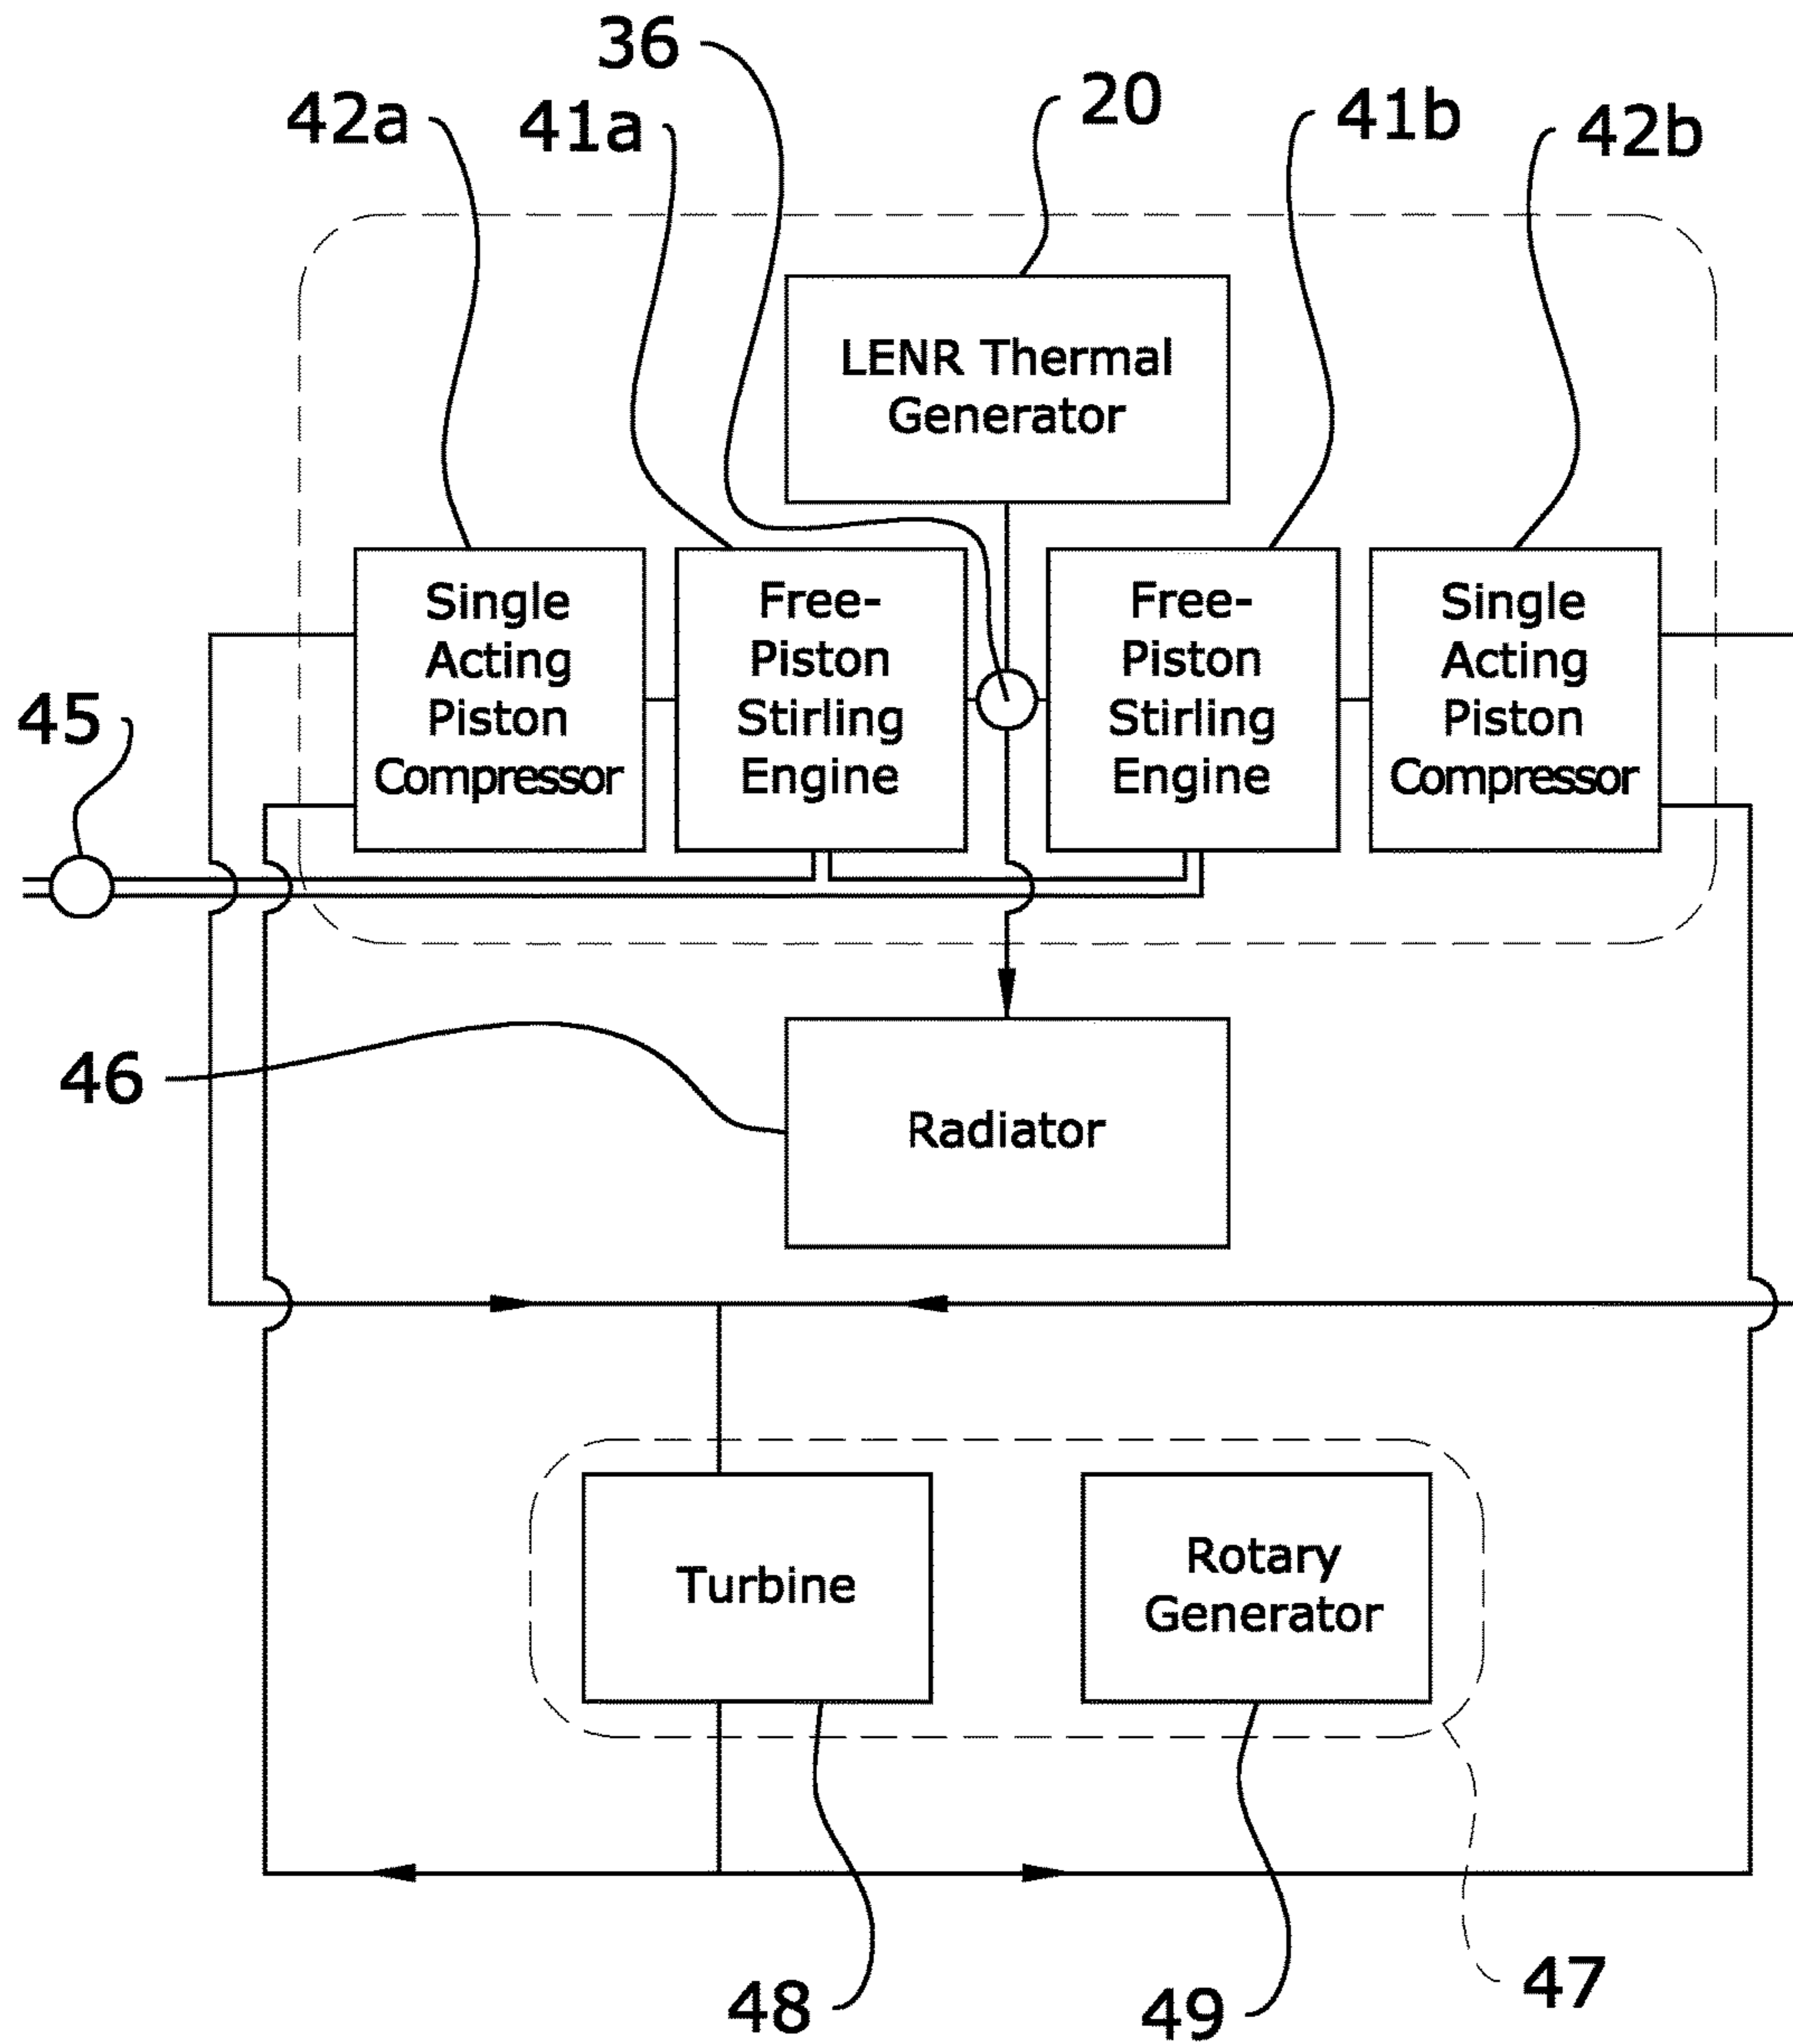 36
20
42a
41a
41b
42b
LENR Thermal
Generator
Single
Acting
Piston
Compressor
Free-
Piston
Stirling
Engine
Free-
Piston
Stirling
Engine
Single
Acting
Piston
Compressor
45
46
Radiator
Turbine
Rotary
Generator
48
49
47